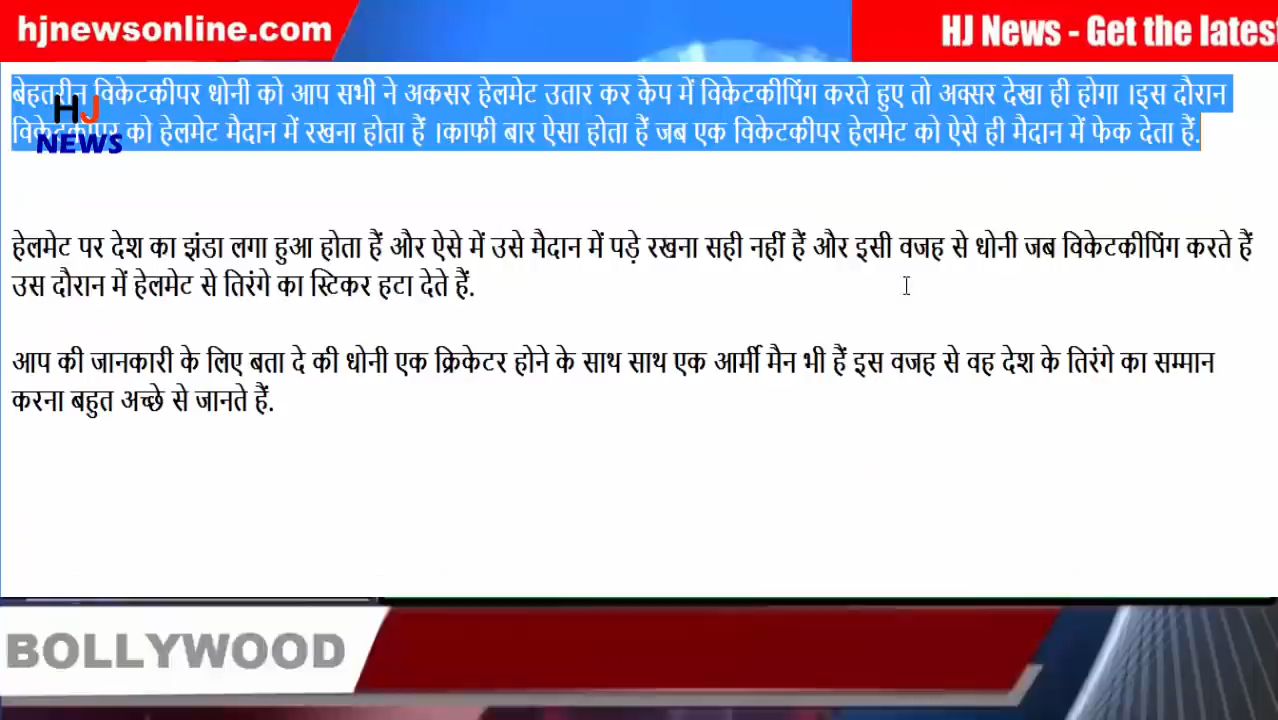 hjnewsonline.com
HJ News - Get the latest
बेहतरीन विकेटकीपर धोनी को आप सभी ने अकसर हेलमेट उतार कर कैप में विकेटकीपिंग करते हुए तो अक्सर देखा ही होगा ।इस दौरान
विकेटकीपर को हेलमेट मैदान में रखना होता हैं ।काफी बार ऐसा होता हैं जब एक विकेटकीपर हेलमेट को ऐसे ही मैदान में फेक देता हैं.
HJ
NEWS
हेलमेट पर देश का झंडा लगा हुआ होता हैं और ऐसे में उसे मैदान में पड़े रखना सही नहीं हैं और इसी वजह से धोनी जब विकेटकीपिंग करते हैं
उस दौरान में हेलमेट से तिरंगे का स्टिकर हटा देते हैं.
आप की जानकारी के लिए बता दे की धोनी एक क्रिकेटर होने के साथ साथ एक आर्मी मैन भी हैं इस वजह से वह देश के तिरंगे का सम्मान
करना बहुत अच्छे से जानते हैं.
BOLLYWOOD